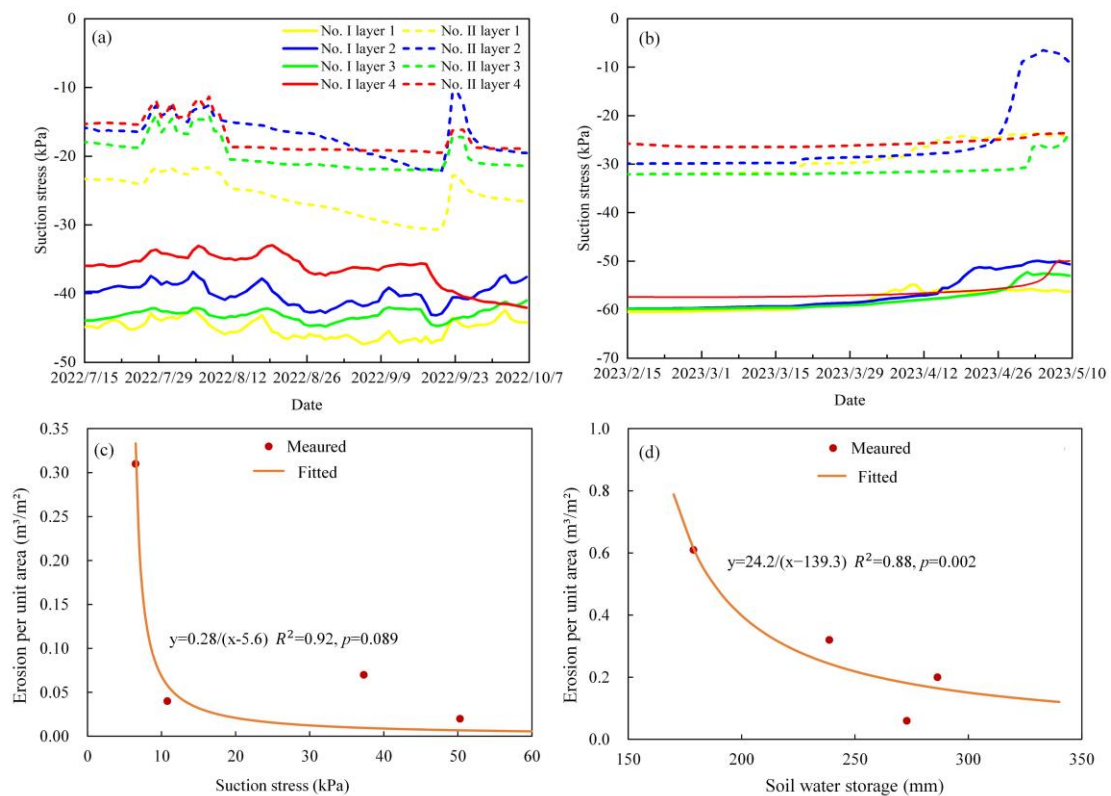 (a)
No. I layer 1 No. II layer 1
No. I layer 2 No. II layer 2
No. I layer 3 No. II layer 3
No. I layer 4 No. II layer 4
0
-10
-20
-30
-40
-50
Suction stress (kPa)
2022/7/15 2022/7/29 2022/8/12 2022/8/26 2022/9/9 2022/9/23 2022/10/7
Date
(b)
0
-10
-20
-30
-40
-50
-60
-70
Suction stress (kPa)
2023/2/15 2023/3/1 2023/3/15 2023/3/29 2023/4/12 2023/4/26 2023/5/10
Date
(c)
Meaured
Fitted
0.35
0.30
0.25
0.20
0.15
0.10
0.05
0.00
Erosion per unit area (m³/m²)
y=0.28/(x-5.6) R²=0.92, p=0.089
0 10 20 30 40 50 60
Suction stress (kPa)
(d)
Meaured
Fitted
1.0
0.8
0.6
0.4
0.2
0.0
Erosion per unit area (m³/m²)
y=24.2/(x−139.3) R²=0.88, p=0.002
150 200 250 300 350
Soil water storage (mm)